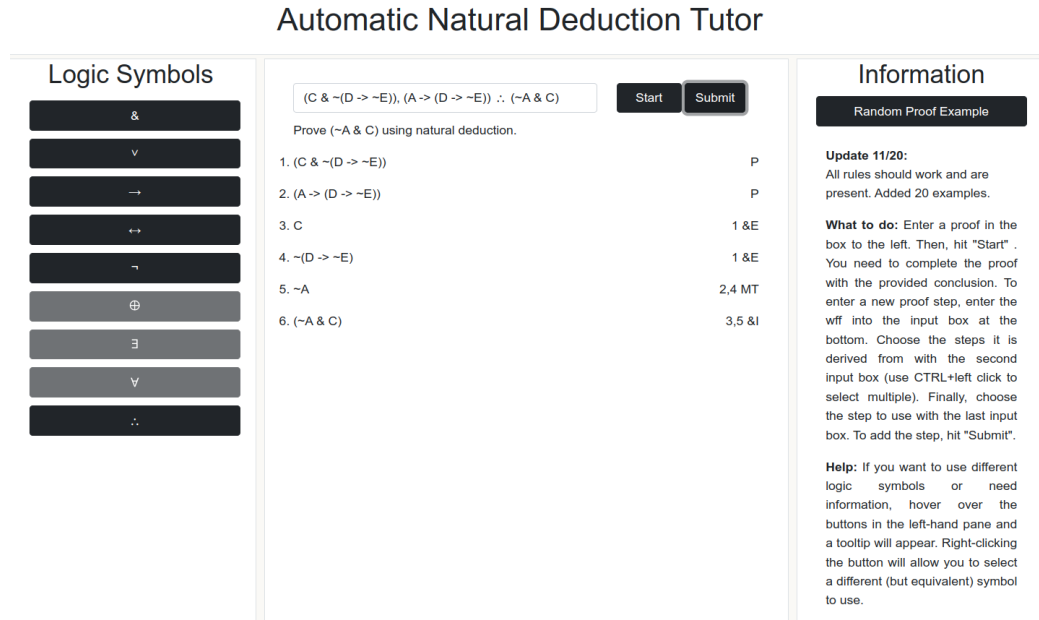 Automatic Natural Deduction Tutor
Logic Symbols
&
˅
→
↔
¬
⊕
∃
∀
∴
(C & ~(D -> ~E)), (A -> (D -> ~E)) ∴ (~A & C)
Start
Submit
Prove (~A & C) using natural deduction.
1. (C & ~(D -> ~E)) P
2. (A -> (D -> ~E)) P
3. C 1 &E
4. ~(D -> ~E) 1 &E
5. ~A 2,4 MT
6. (~A & C) 3,5 &I
Information
Random Proof Example
Update 11/20:
All rules should work and are
present. Added 20 examples.
What to do: Enter a proof in the
box to the left. Then, hit "Start" .
You need to complete the proof
with the provided conclusion. To
enter a new proof step, enter the
wff into the input box at the
bottom. Choose the steps it is
derived from with the second
input box (use CTRL+left click to
select multiple). Finally, choose
the step to use with the last input
box. To add the step, hit "Submit".
Help: If you want to use different
logic symbols or need
information, hover over the
buttons in the left-hand pane and
a tooltip will appear. Right-clicking
the button will allow you to select
a different (but equivalent) symbol
to use.